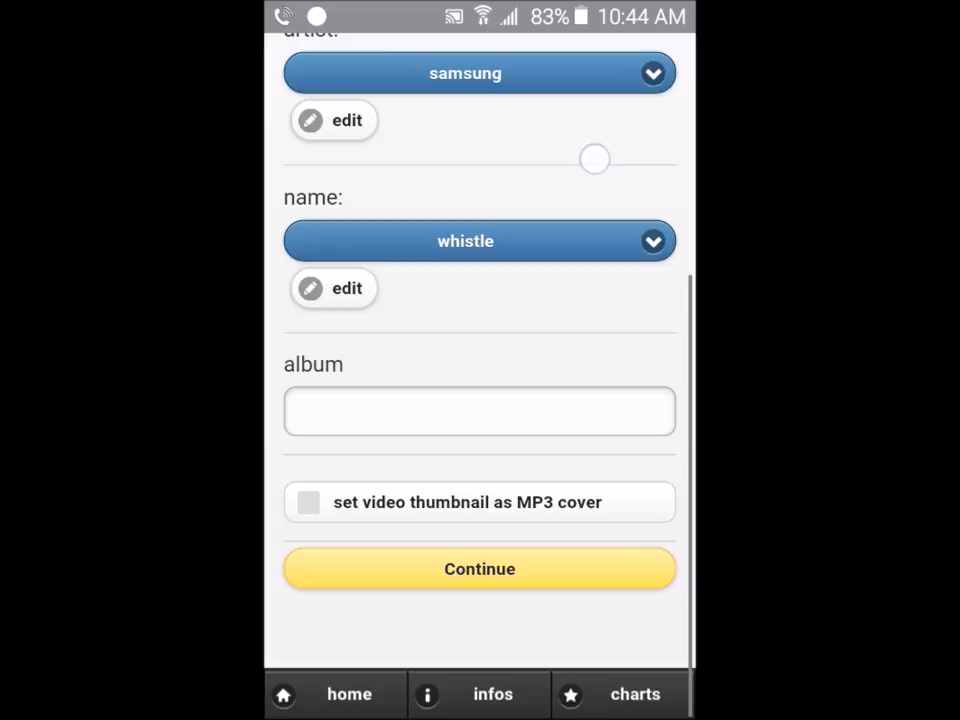 83% 10:44 AM
artist:
samsung
edit
name:
whistle
edit
album
set video thumbnail as MP3 cover
Continue
home infos charts